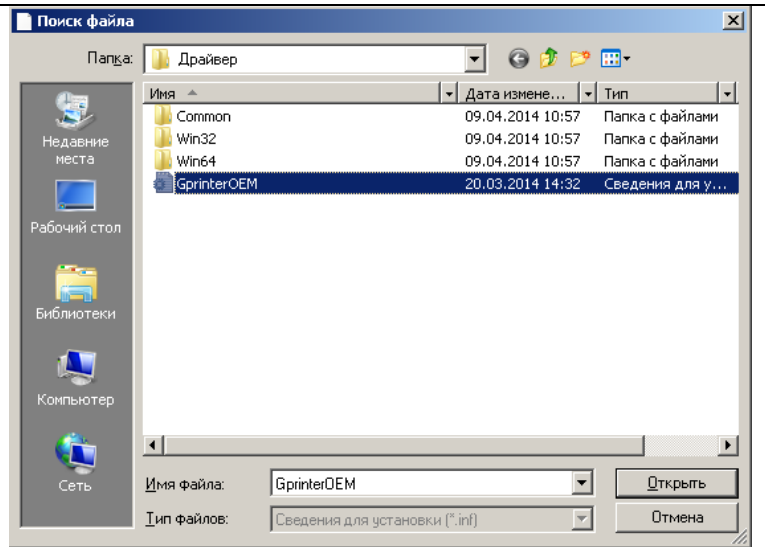 Поиск файла
Папка: Драйвер
Имя Дата измене... Тип
Common 09.04.2014 10:57 Папка с файлами
Win32 09.04.2014 10:57 Папка с файлами
Win64 09.04.2014 10:57 Папка с файлами
GprinterOEM 20.03.2014 14:32 Сведения для у...
Недавние
места
Рабочий стол
Библиотеки
Компьютер
Сеть
Имя файла: GprinterOEM Открыть
Тип файлов: Сведения для установки (*.inf) Отмена